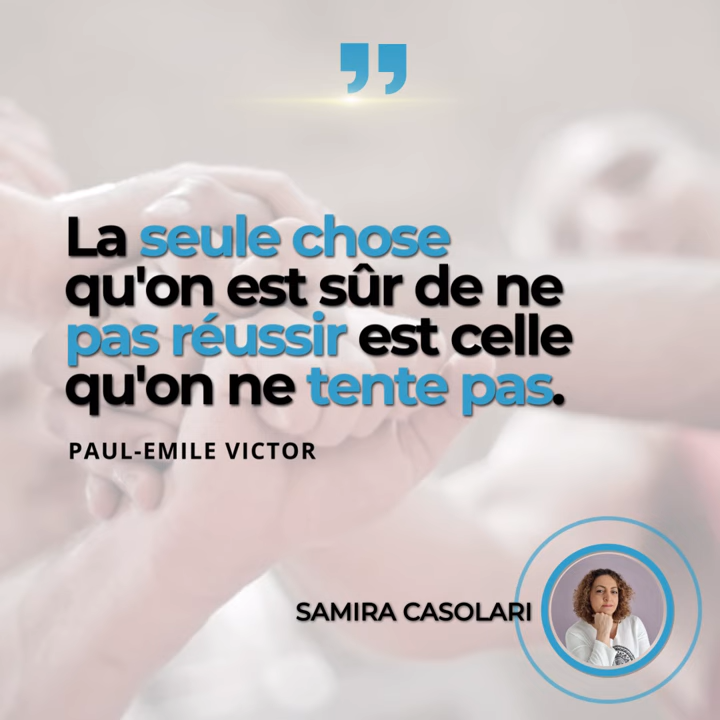 La seule chose
qu'on est sûr de ne
pas réussir est celle
qu'on ne tente pas.
PAUL-EMILE VICTOR
SAMIRA CASOLARI